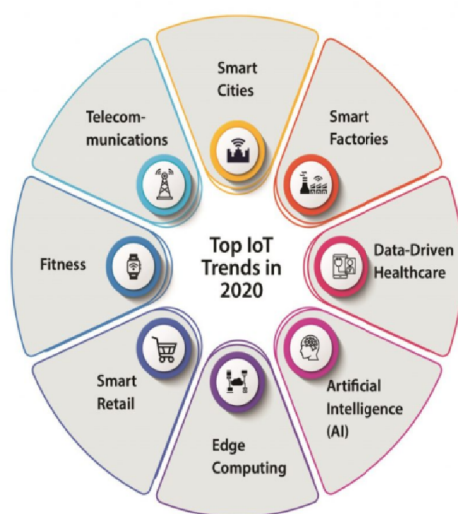 Smart
Cities
Smart
Factories
Data-Driven
Healthcare
Artificial
Intelligence
(AI)
Edge
Computing
Smart
Retail
Fitness
Telecom-
munications
Top IoT
Trends in
2020